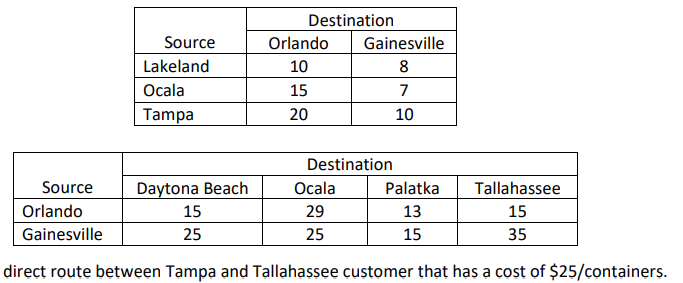 Destination
Source Orlando Gainesville
Lakeland 10 8
Ocala 15 7
Tampa 20 10
Destination
Source Daytona Beach Ocala Palatka Tallahassee
Orlando 15 29 13 15
Gainesville 25 25 15 35
direct route between Tampa and Tallahassee customer that has a cost of $25/containers.